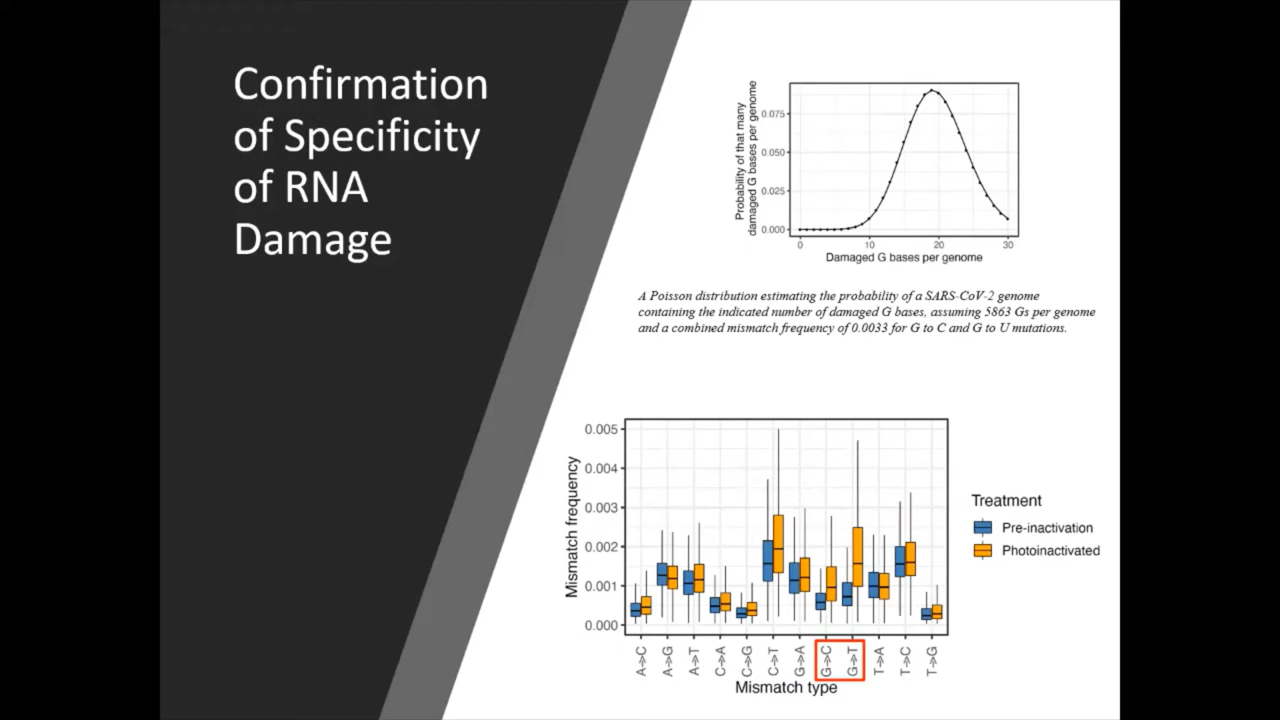 Confirmation
of Specificity
of RNA
Damage
Probability of that many
damaged G bases per genome
0.075
0.050
0.025
0.000
0
10
20
30
Damaged G bases per genome
A Poisson distribution estimating the probability of a SARS-CoV-2 genome
containing the indicated number of damaged G bases, assuming 5863 Gs per genome
and a combined mismatch frequency of 0.0033 for G to C and G to U mutations.
Mismatch frequency
0.005
0.004
0.003
0.002
0.001
0.000
A->C
A->G
A->T
C->A
C->G
C->T
G->A
G->C
G->T
T->A
T->C
T->G
Mismatch type
Treatment
Pre-inactivation
Photoinactivated